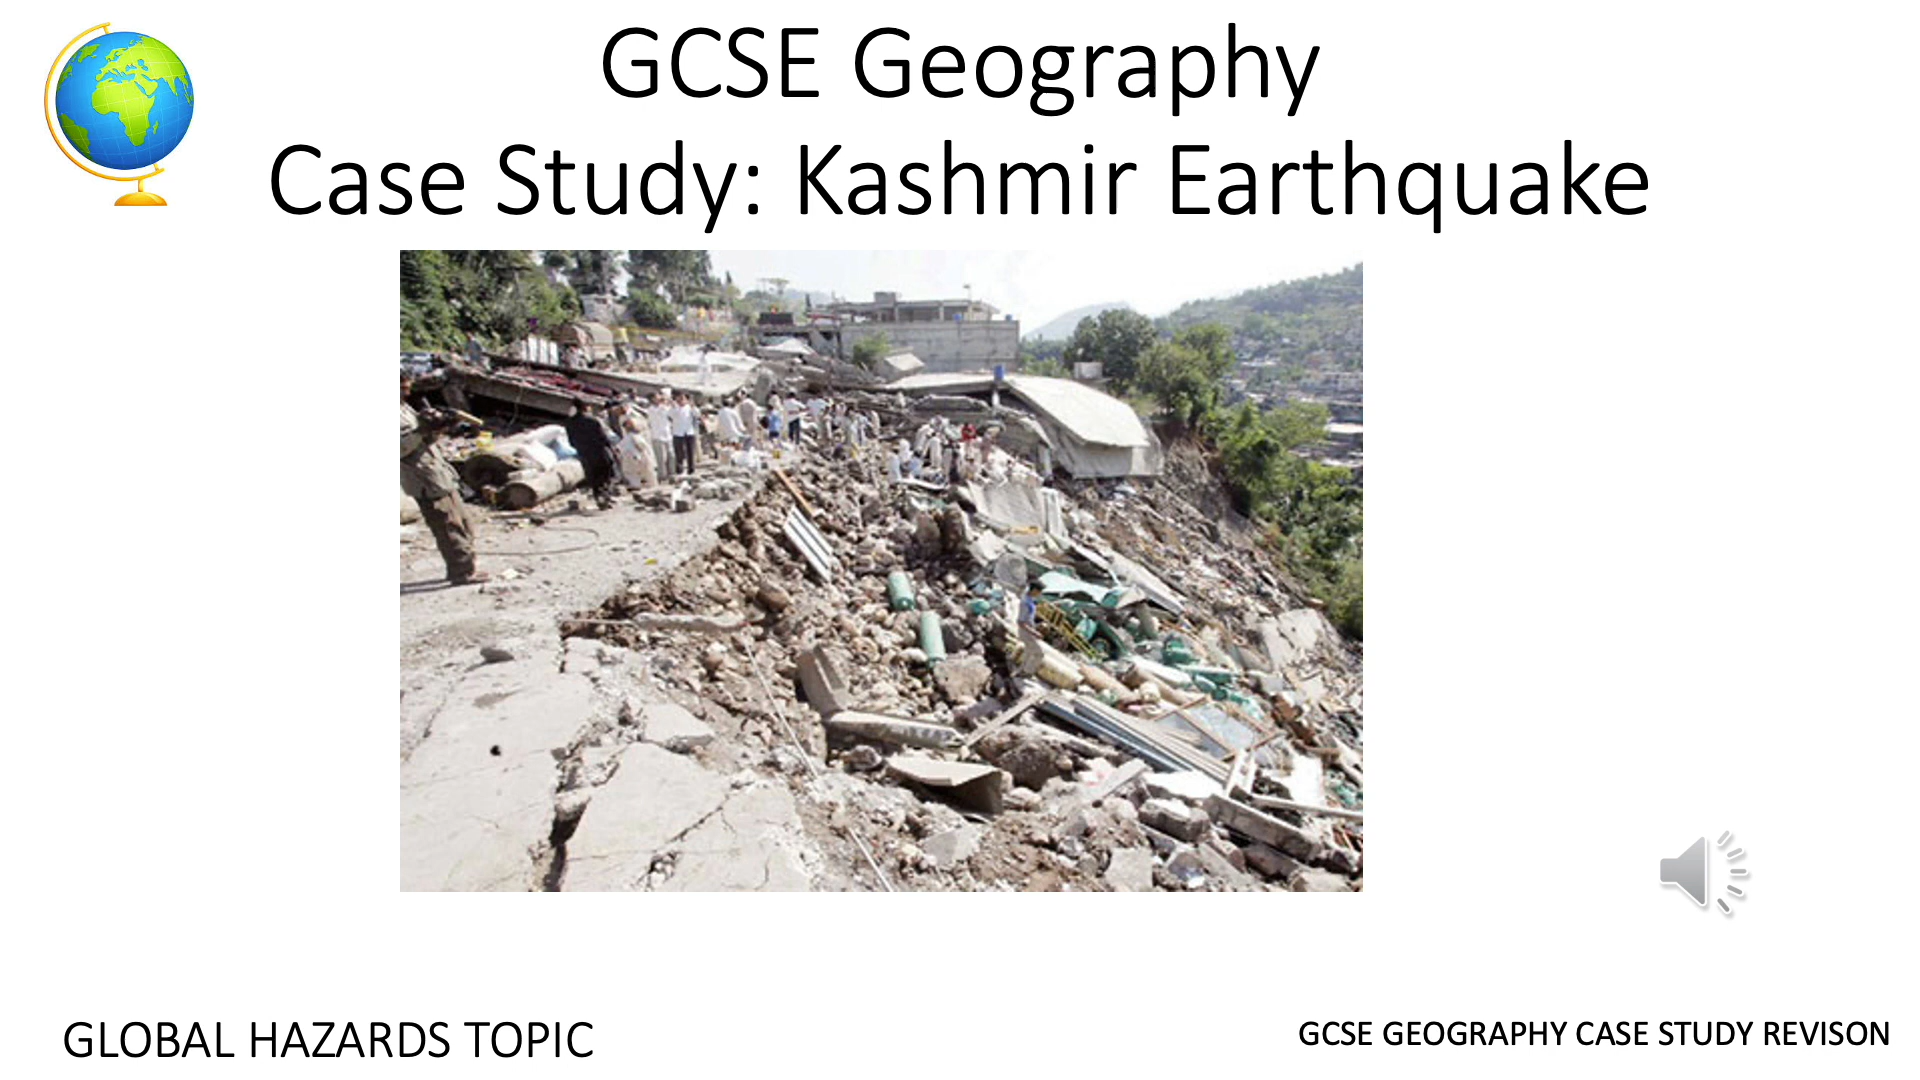 GCSE Geography
Case Study: Kashmir Earthquake
GLOBAL HAZARDS TOPIC
GCSE GEOGRAPHY CASE STUDY REVISON